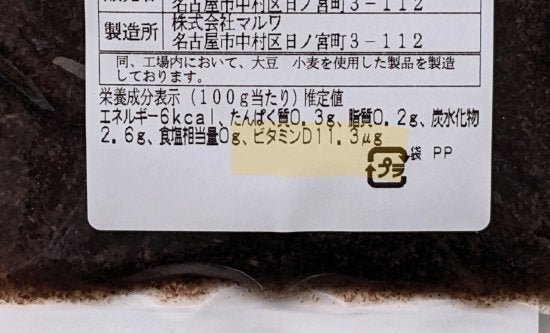 名古屋市中村区日ノ宮町3-112
製造所 株式会社マルワ
名古屋市中村区日ノ宮町3-112
同、工場内において、大豆 小麦を使用した製品を製造
しております。
栄養成分表示(100g当たり)推定値
エネルギー6kcal、たんぱく質0.3g、脂質0.2g、炭水化物
2.6g、食塩相当量0g、ビタミンD11.3μg
プラ 袋 PP